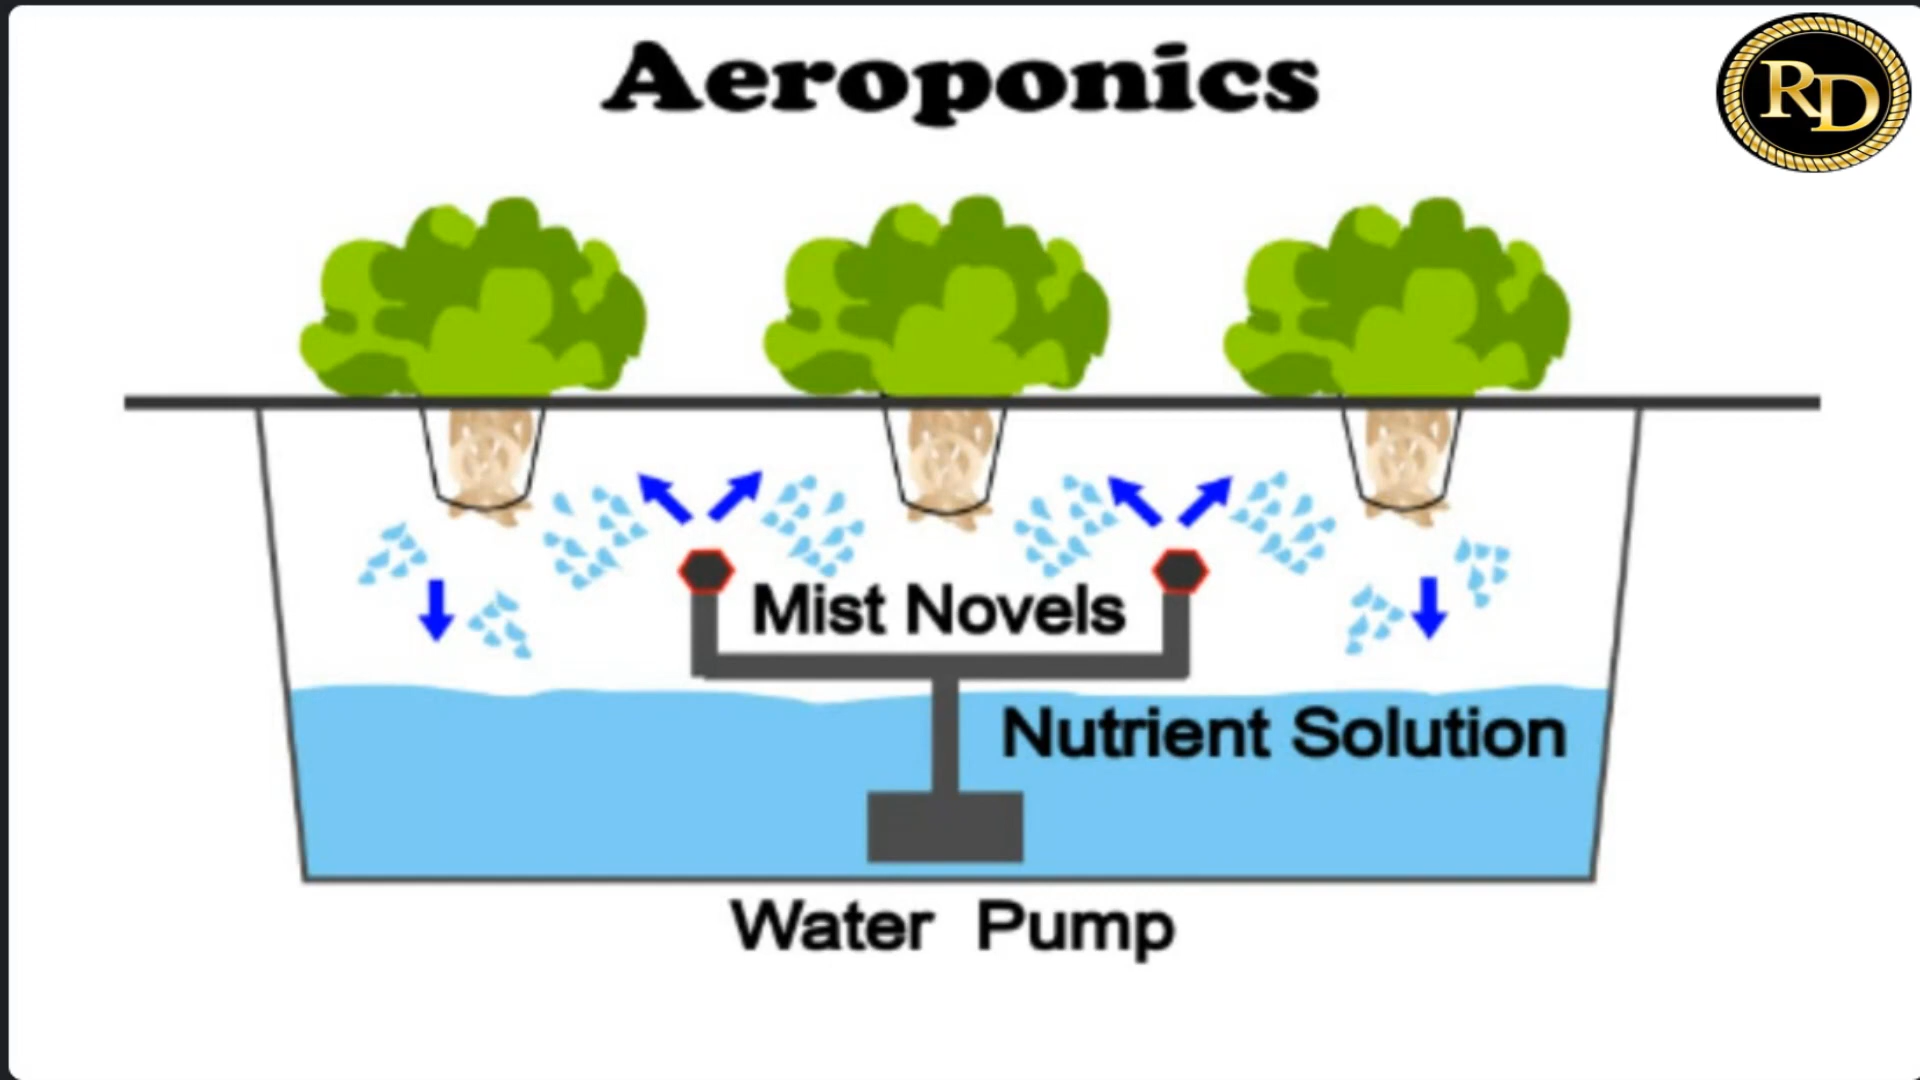 Aeroponics
RD
Mist Novels
Nutrient Solution
Water Pump